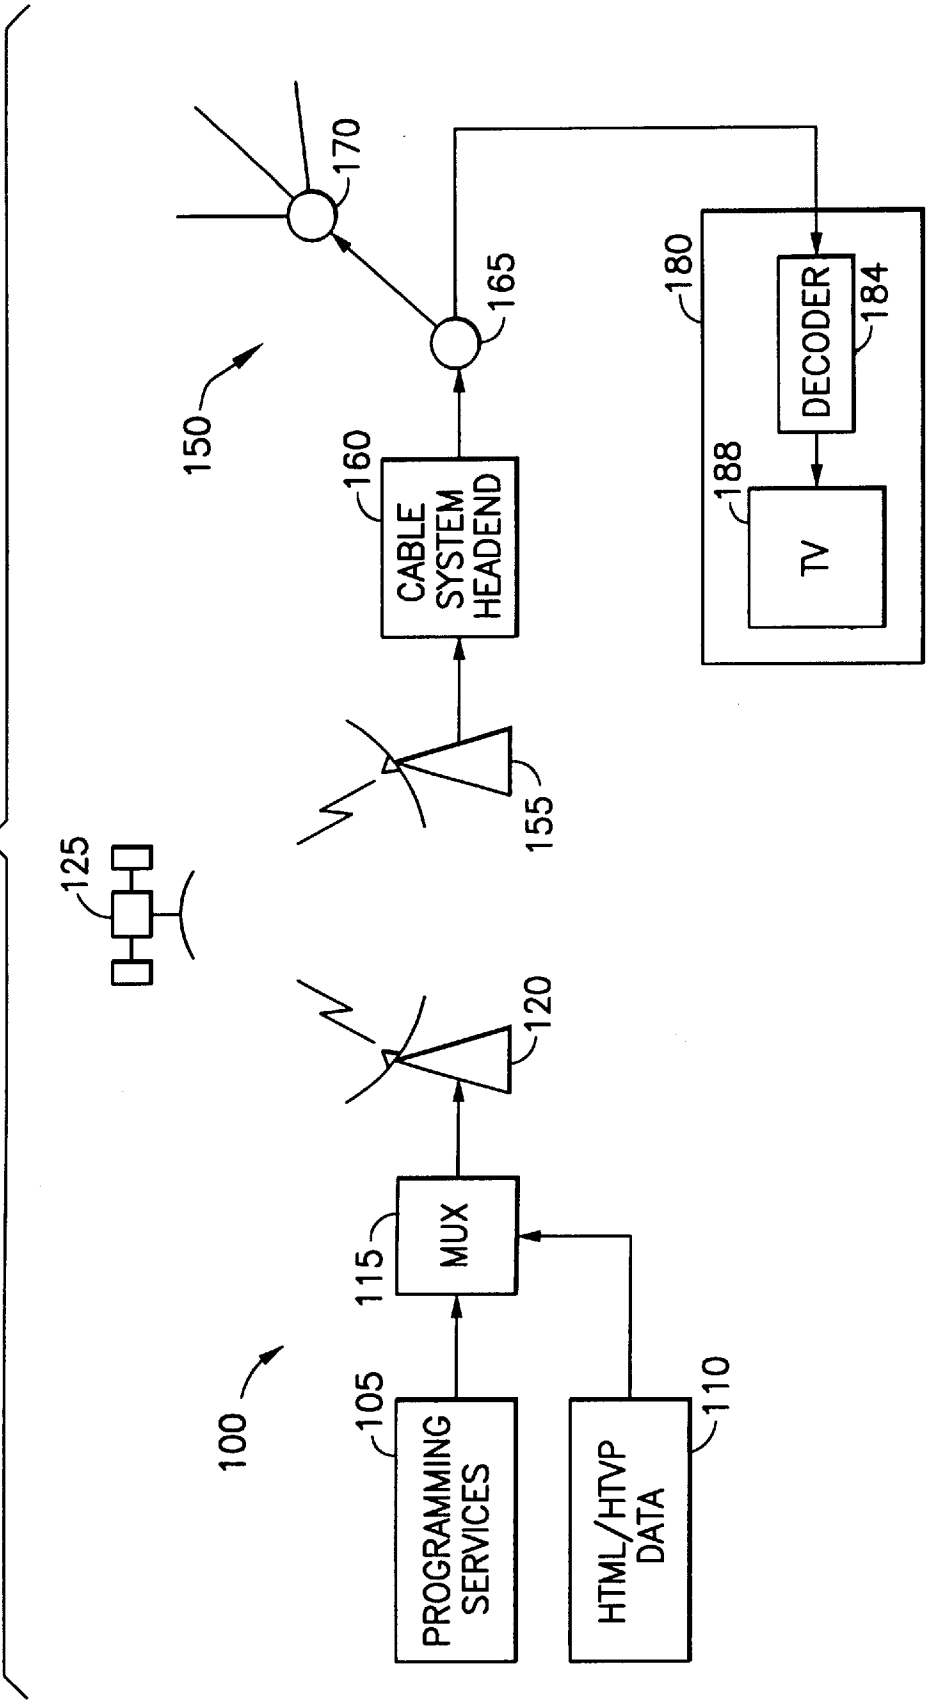 100
PROGRAMMING
SERVICES
105
HTML/HTVP
DATA
110
MUX
115
120
125
155
150
CABLE
SYSTEM
HEADEND
160
165
170
180
DECODER
184
TV
188